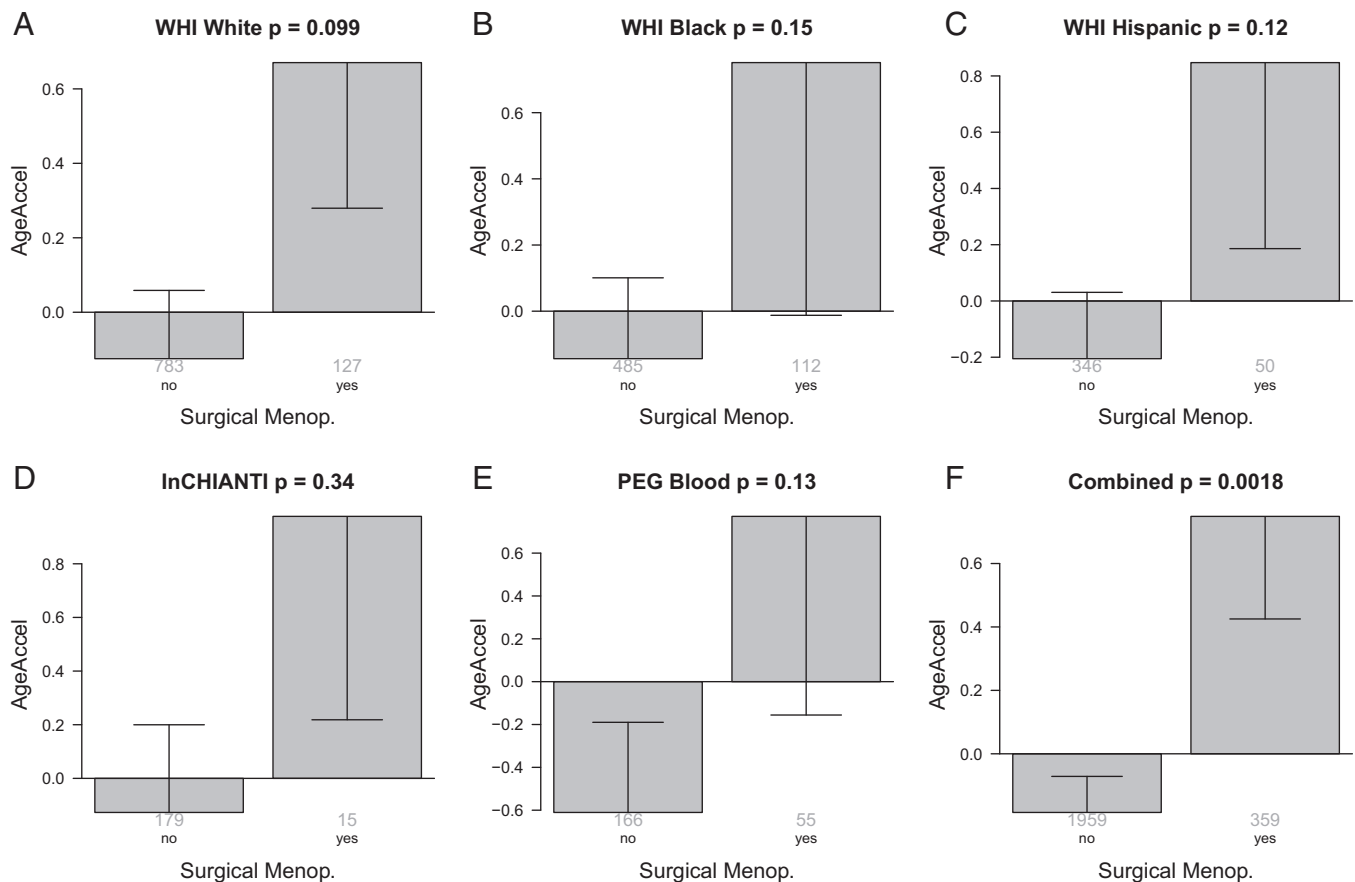 A WHI White p = 0.099
AgeAccel
0.6
0.4
0.2
0.0
783 127
no yes
Surgical Menop.
B WHI Black p = 0.15
AgeAccel
0.6
0.4
0.2
0.0
485 112
no yes
Surgical Menop.
C WHI Hispanic p = 0.12
AgeAccel
0.8
0.6
0.4
0.2
0.0
−0.2
346 50
no yes
Surgical Menop.
D InCHIANTI p = 0.34
AgeAccel
0.8
0.6
0.4
0.2
0.0
179 15
no yes
Surgical Menop.
E PEG Blood p = 0.13
AgeAccel
0.6
0.4
0.2
0.0
−0.2
−0.4
−0.6
166 55
no yes
Surgical Menop.
F Combined p = 0.0018
AgeAccel
0.6
0.4
0.2
0.0
1959 359
no yes
Surgical Menop.